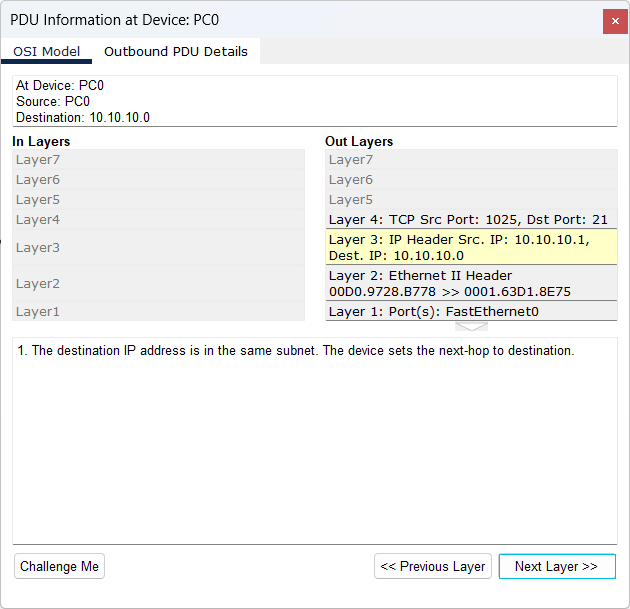 PDU Information at Device: PC0
OSI Model
Outbound PDU Details
At Device: PC0
Source: PC0
Destination: 10.10.10.0
In Layers
Layer7
Layer6
Layer5
Layer4
Layer3
Layer2
Layer1
Out Layers
Layer7
Layer6
Layer5
Layer 4: TCP Src Port: 1025, Dst Port: 21
Layer 3: IP Header Src. IP: 10.10.10.1,
Dest. IP: 10.10.10.0
Layer 2: Ethernet II Header
00D0.9728.B778 >> 0001.63D1.8E75
Layer 1: Port(s): FastEthernet0
1. The destination IP address is in the same subnet. The device sets the next-hop to destination.
Challenge Me
<< Previous Layer
Next Layer >>